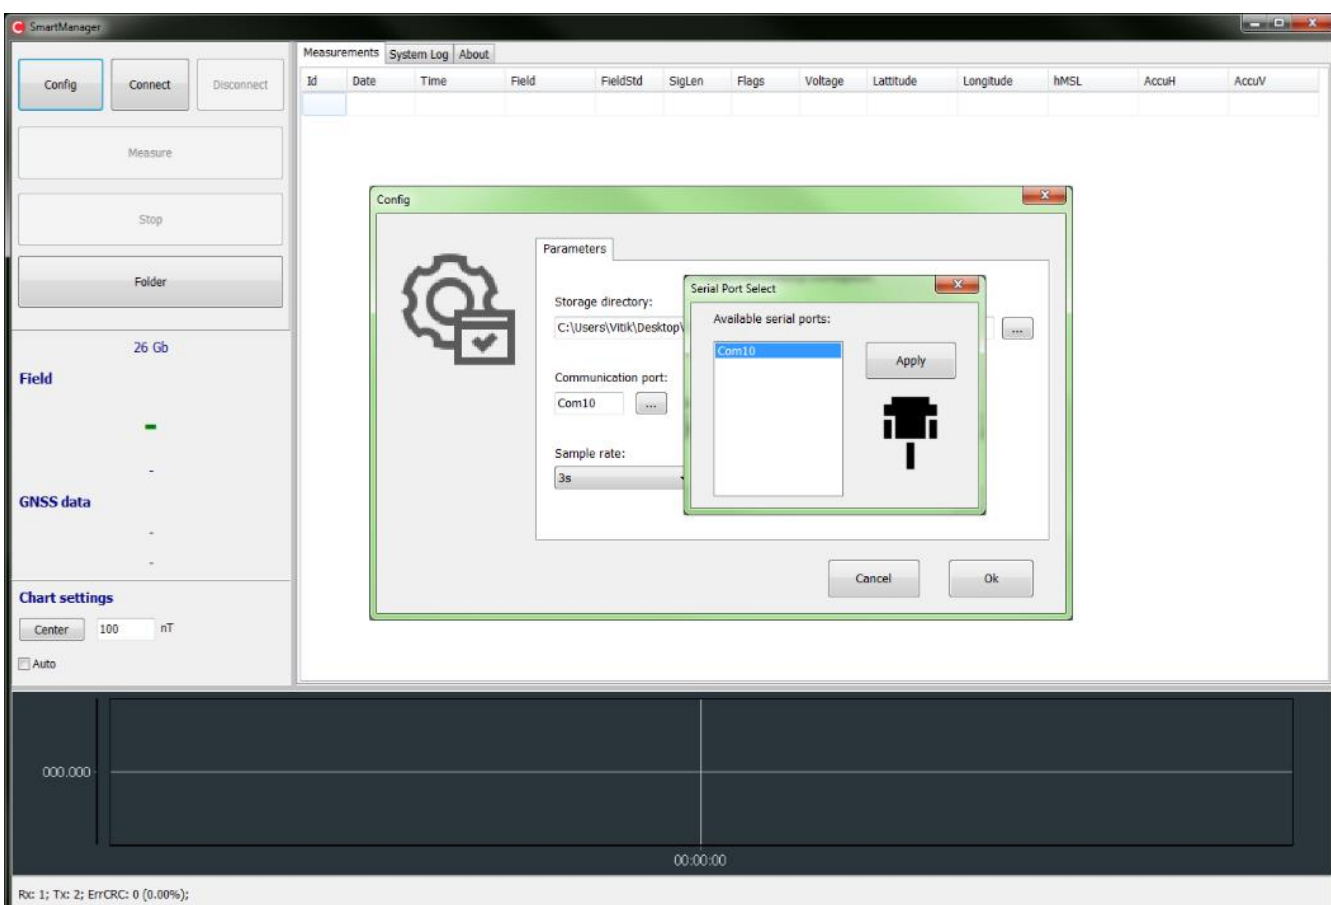 SmartManager
Config Connect Disconnect
Measure
Stop
Folder
26 Gb
Field
-
-
GNSS data
-
-
Chart settings
Center 100 nT
Auto
Measurements System Log About
Id Date Time Field FieldStd SigLen Flags Voltage Lattitude Longitude hMSL AccuH AccuV
Config
Parameters
Storage directory:
C:\Users\Vitik\Desktop\
...
Communication port:
Com10 ...
Sample rate:
3s
Serial Port Select
Available serial ports:
Com10
Apply
Cancel Ok
000.000
00:00:00
Rx: 1; Tx: 2; ErrCRC: 0 (0.00%);